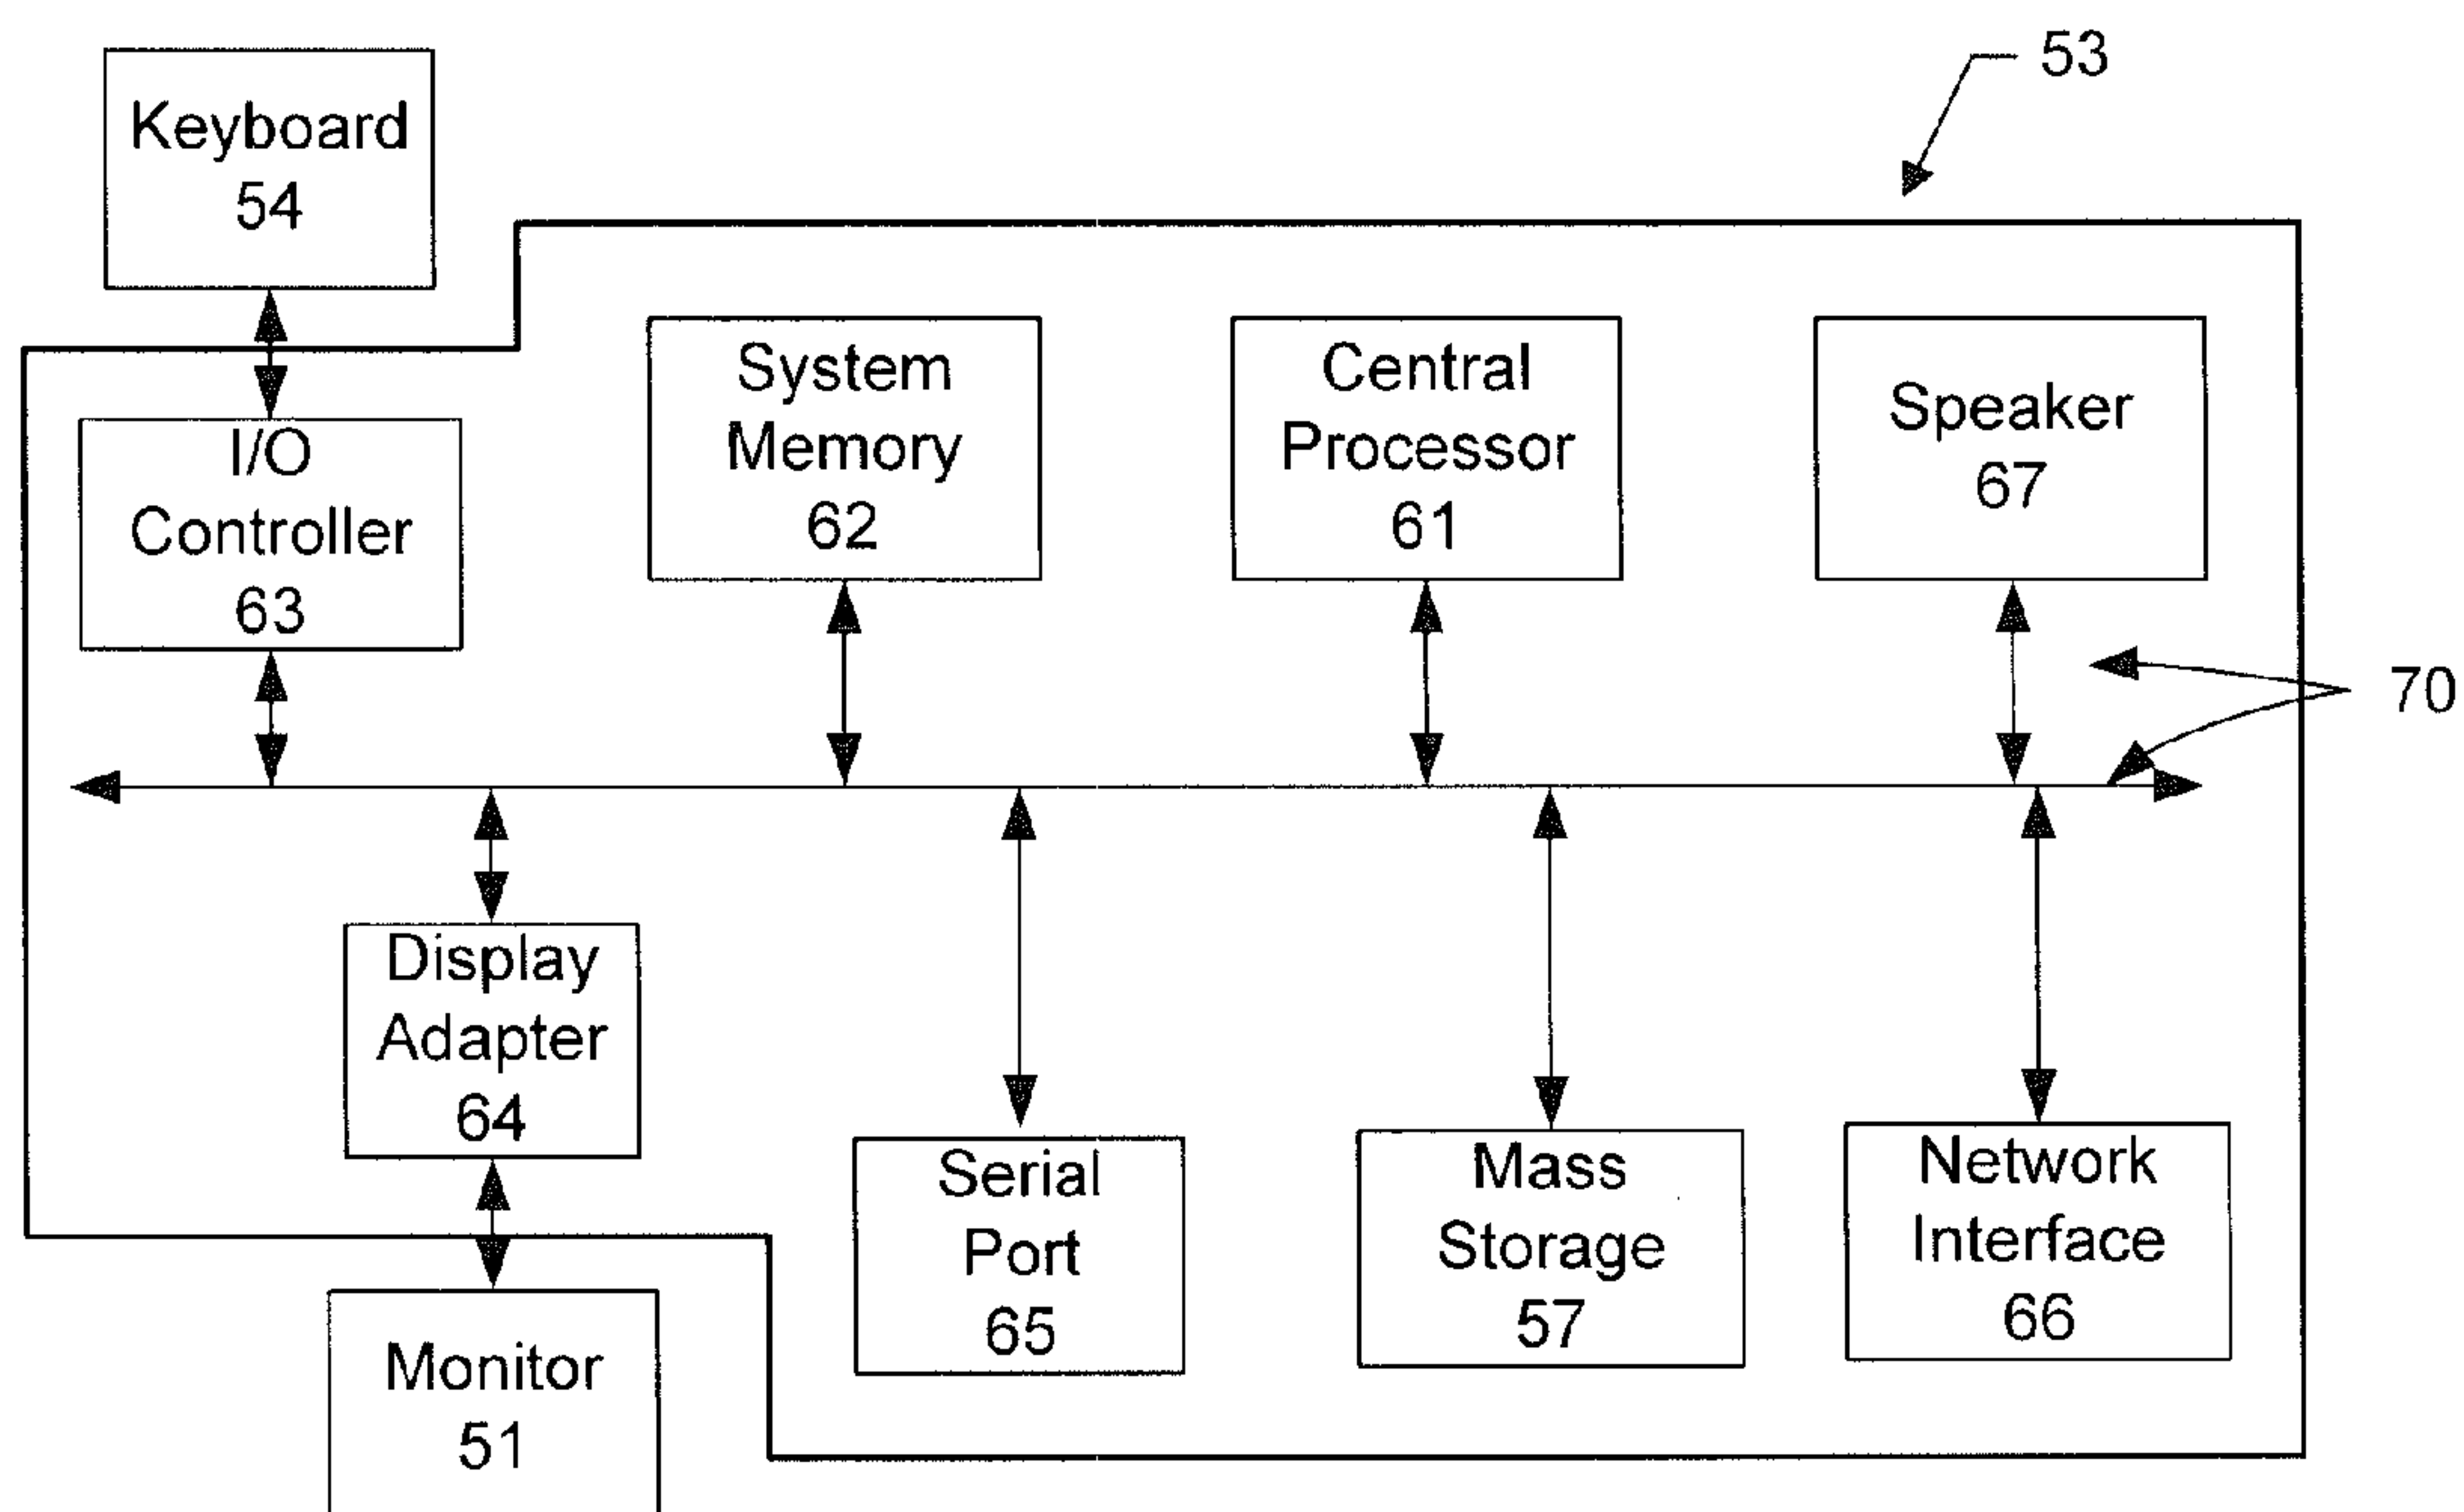 53
Keyboard
54
System
Memory
62
Central
Processor
61
Speaker
67
I/O
Controller
63
70
Display
Adapter
64
Serial
Port
65
Mass
Storage
57
Network
Interface
66
Monitor
51